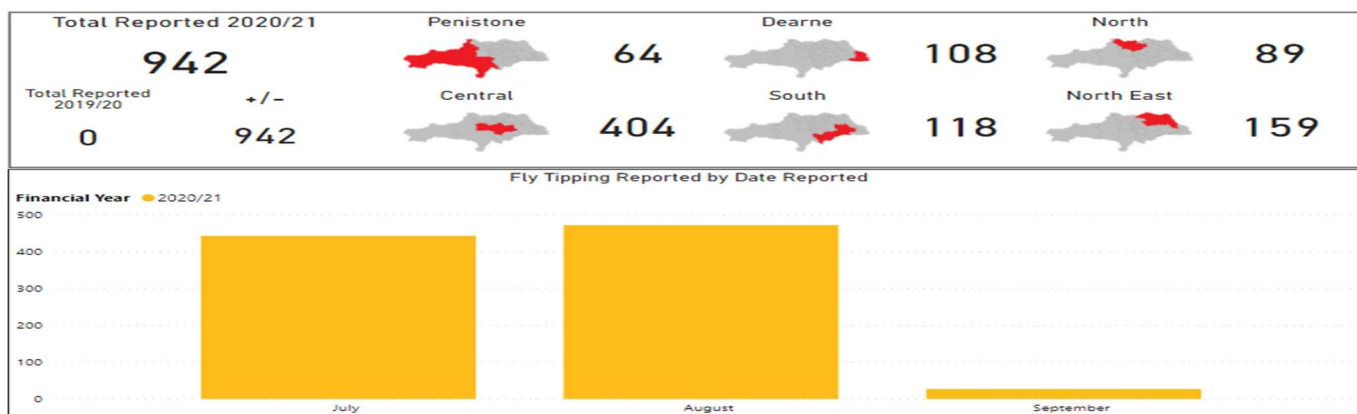 Total Reported 2020/21
942
Total Reported
2019/20
0
+/-
942
Penistone
64
Dearne
108
North
89
Central
404
South
118
North East
159
Fly Tipping Reported by Date Reported
Financial Year 2020/21
500
400
300
200
100
0
July August September